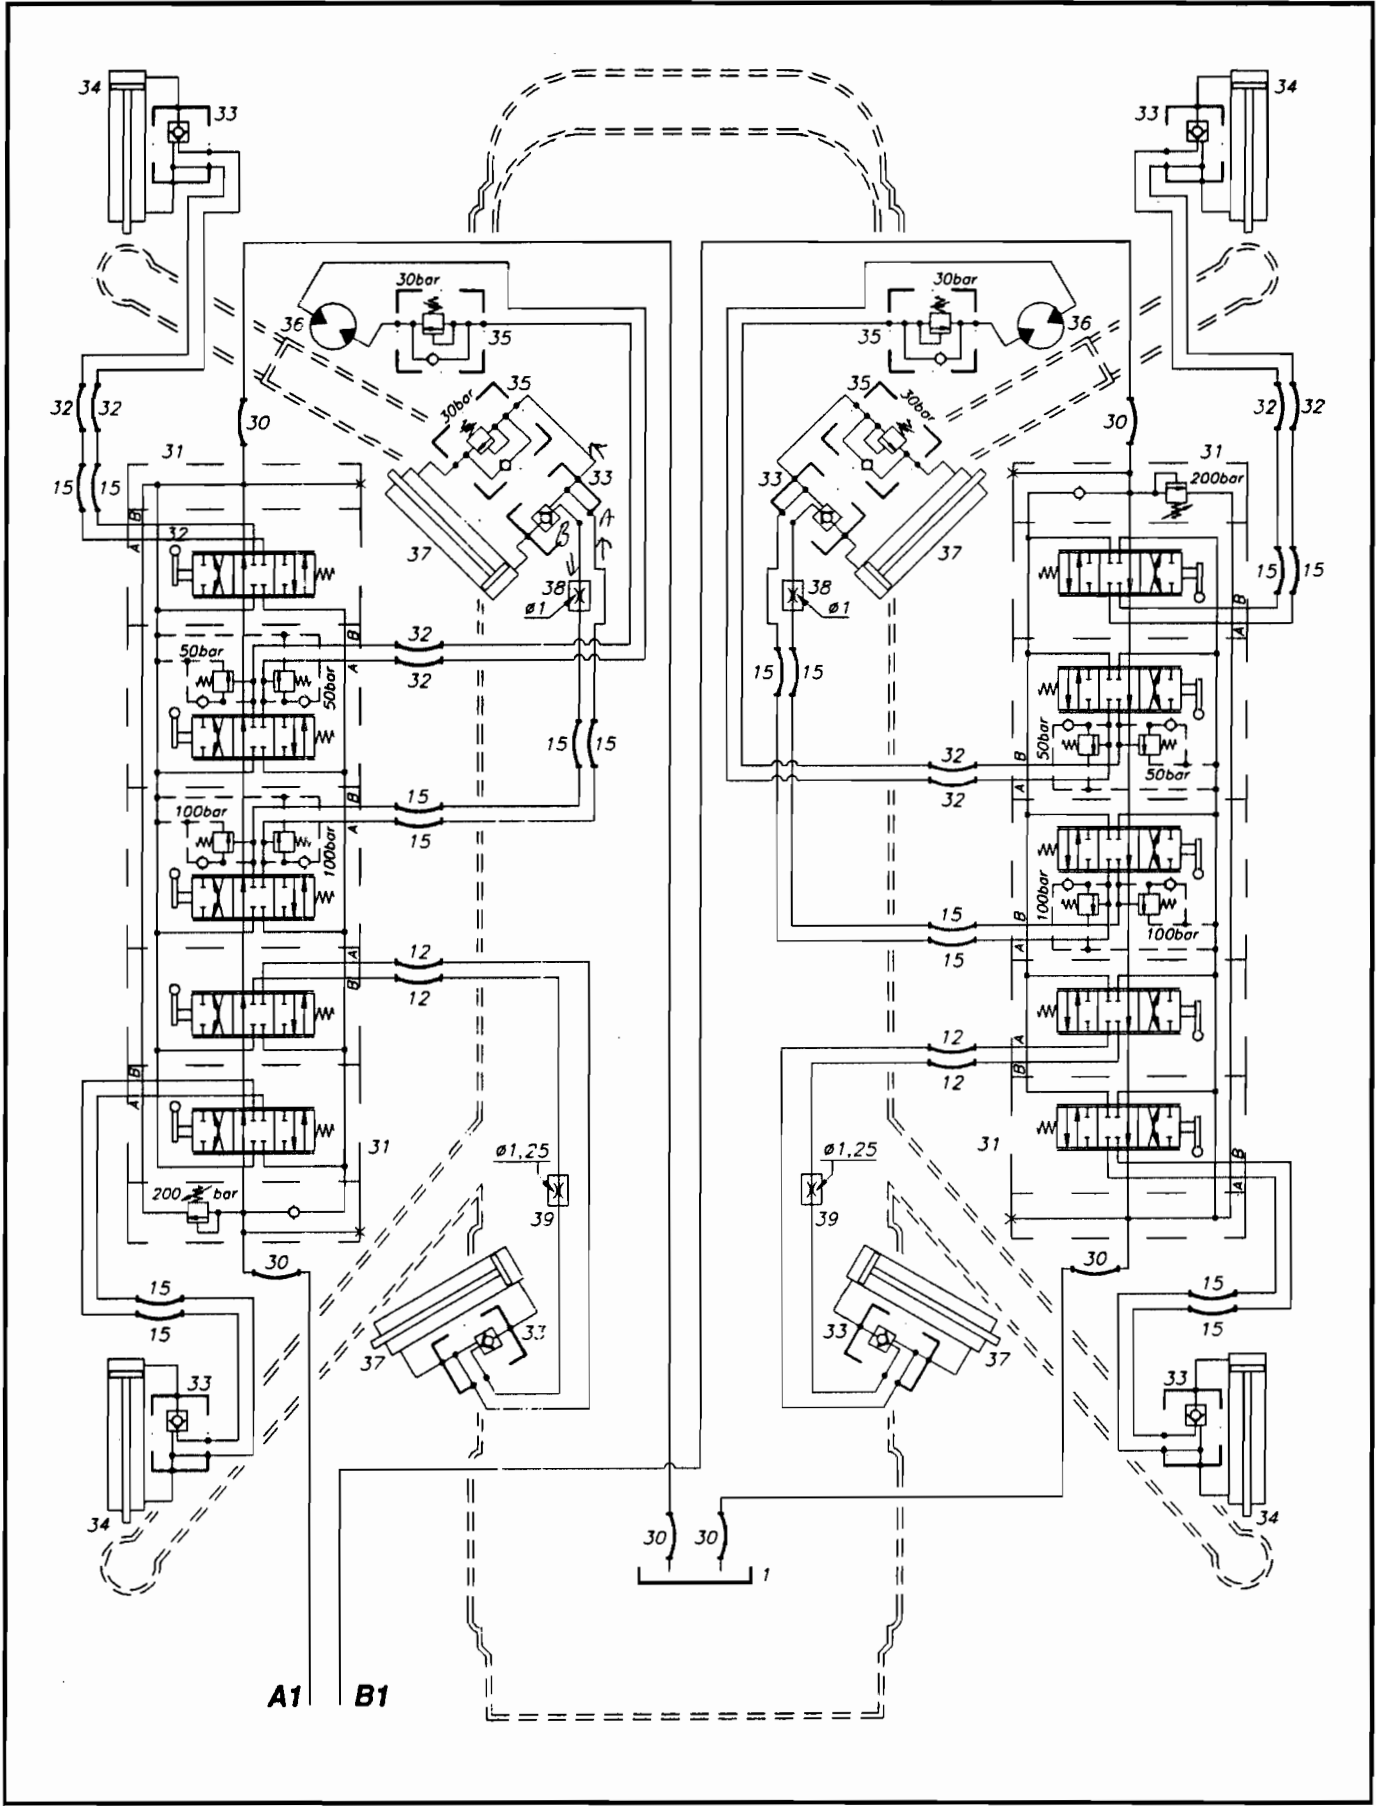 34 33 33 34
30bar 30bar
36 35 35 36
35 30bar 35 30bar
32 32 30 30 32 32
31 33 33 31
200bar
15 15
B A 32
37 B A 37
38 ø1 38 ø1
15 15
B A
32 B
50bar A 32
50bar
15 15
15 15
50bar B 32
50bar A 32
100bar B 15
100bar A 15
100bar B 15
100bar A 15
A 12
B 12
A 12
B 12
B A
31 ø1,25 ø1,25 31
B A
200 bar
39 39
30 30
15 15
15 15
33 33
37 37
33 33
34 34
30 30
1
A1 B1